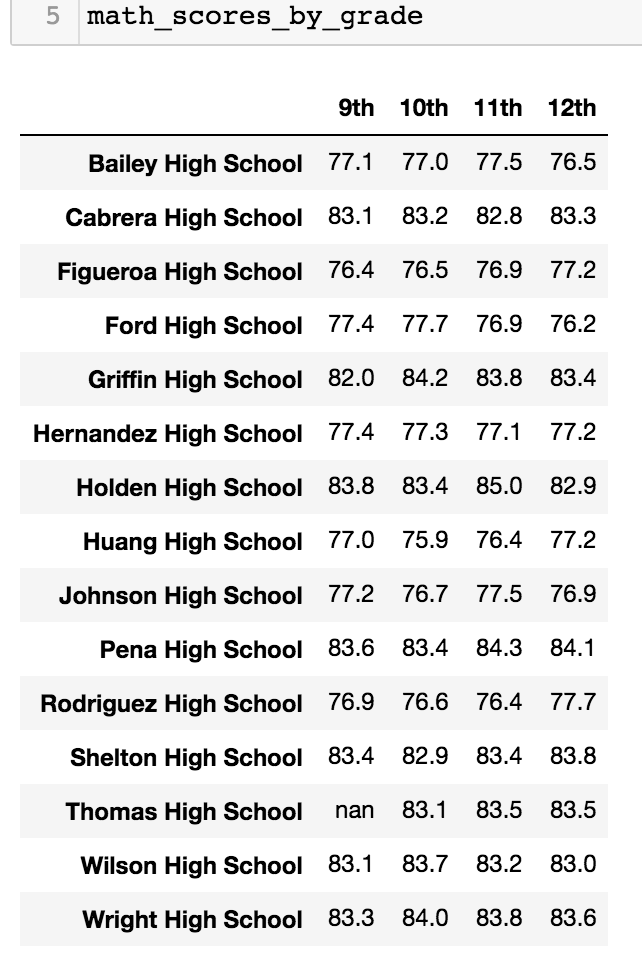 5 math_scores_by_grade
9th 10th 11th 12th
Bailey High School 77.1 77.0 77.5 76.5
Cabrera High School 83.1 83.2 82.8 83.3
Figueroa High School 76.4 76.5 76.9 77.2
Ford High School 77.4 77.7 76.9 76.2
Griffin High School 82.0 84.2 83.8 83.4
Hernandez High School 77.4 77.3 77.1 77.2
Holden High School 83.8 83.4 85.0 82.9
Huang High School 77.0 75.9 76.4 77.2
Johnson High School 77.2 76.7 77.5 76.9
Pena High School 83.6 83.4 84.3 84.1
Rodriguez High School 76.9 76.6 76.4 77.7
Shelton High School 83.4 82.9 83.4 83.8
Thomas High School nan 83.1 83.5 83.5
Wilson High School 83.1 83.7 83.2 83.0
Wright High School 83.3 84.0 83.8 83.6